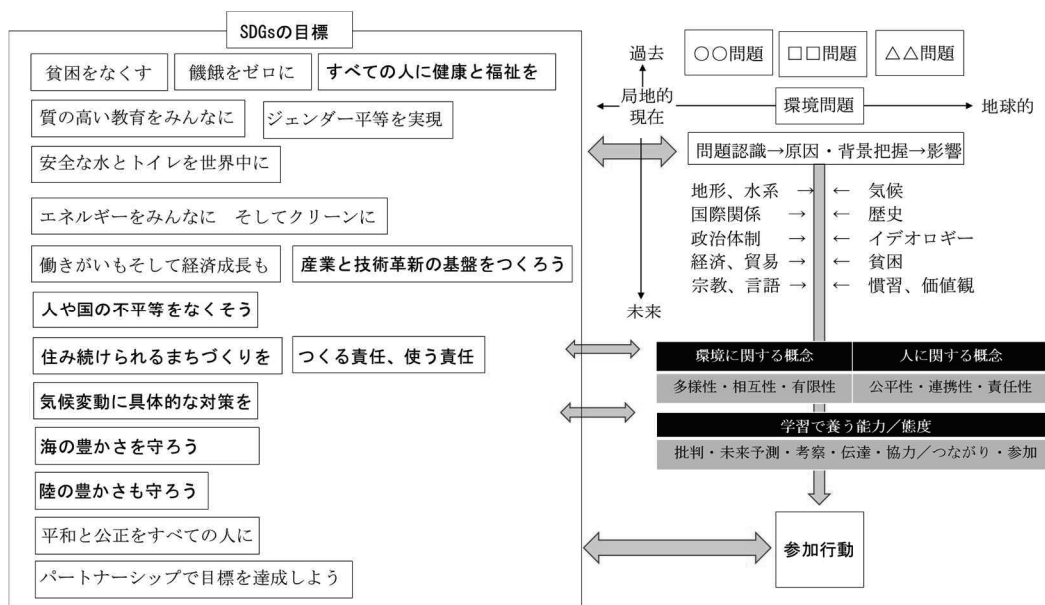 SDGsの目標
貧困をなくす
飢餓をゼロに
すべての人に健康と福祉を
質の高い教育をみんなに
ジェンダー平等を実現
安全な水とトイレを世界中に
エネルギーをみんなに　そしてクリーンに
働きがいもそして経済成長も
産業と技術革新の基盤をつくろう
人や国の不平等をなくそう
住み続けられるまちづくりを
つくる責任、使う責任
気候変動に具体的な対策を
海の豊かさを守ろう
陸の豊かさも守ろう
平和と公正をすべての人に
パートナーシップで目標を達成しよう
過去
○○問題
□□問題
△△問題
局地的
現在
環境問題
地球的
問題認識→原因・背景把握→影響
地形、水系　→　←　気候
国際関係　→　←　歴史
政治体制　→　←　イデオロギー
経済、貿易　→　←　貧困
宗教、言語　→　←　慣習、価値観
未来
環境に関する概念
人に関する概念
多様性・相互性・有限性
公平性・連携性・責任性
学習で養う能力／態度
批判・未来予測・考察・伝達・協力／つながり・参加
参加行動